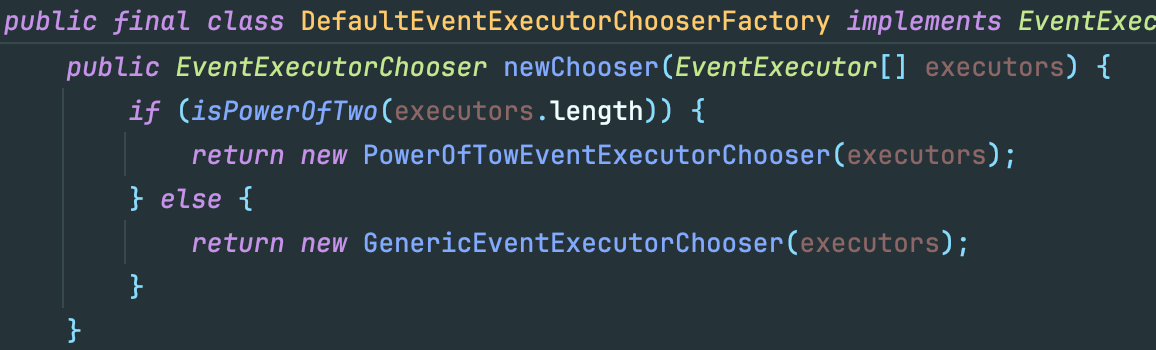 public final class DefaultEventExecutorChooserFactory implements EventExec
public EventExecutorChooser newChooser(EventExecutor[] executors) {
if (isPowerOfTwo(executors.length)) {
return new PowerOfTowEventExecutorChooser(executors);
} else {
return new GenericEventExecutorChooser(executors);
}
}